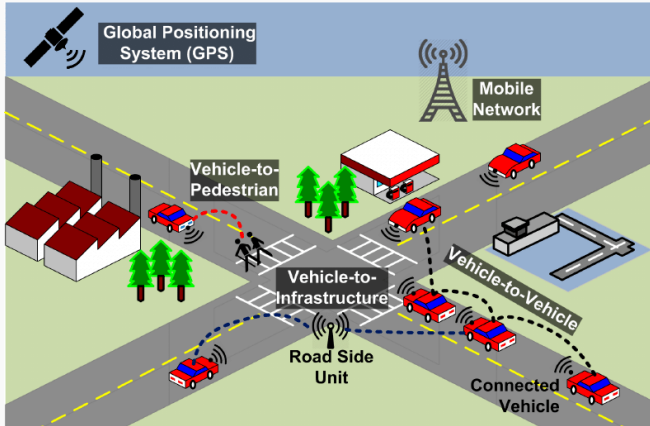 Global Positioning
System (GPS)
Mobile
Network
Vehicle-to-
Pedestrian
Vehicle-to-
Infrastructure
Vehicle-to-Vehicle
Road Side
Unit
Connected
Vehicle